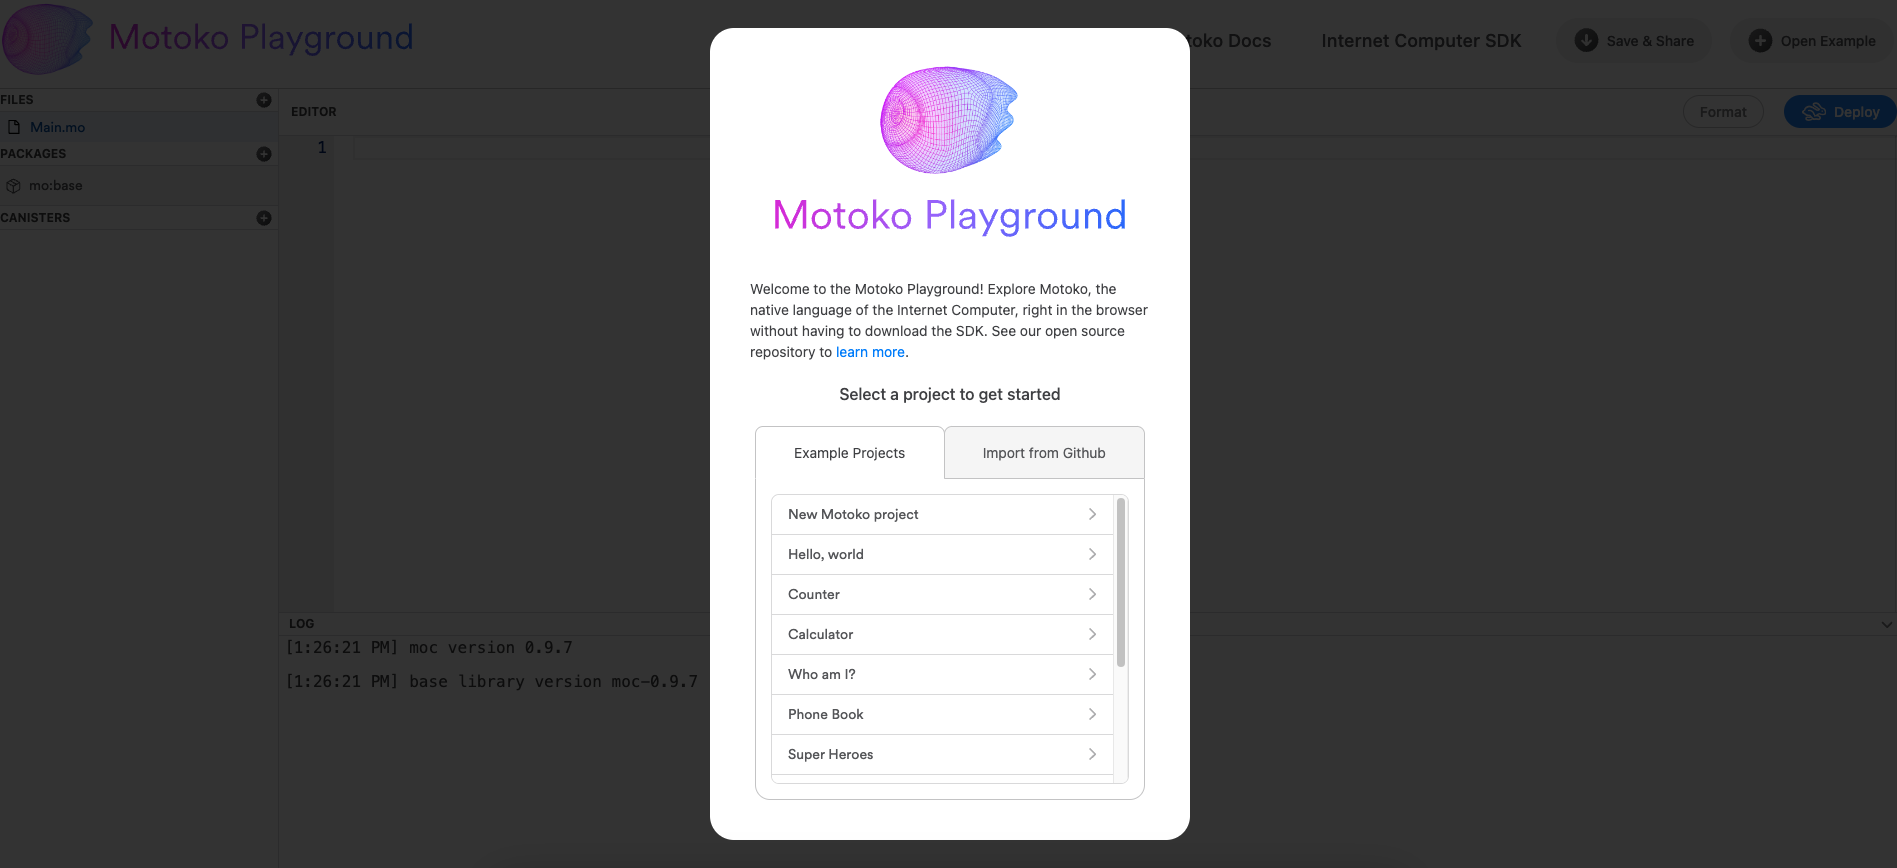 Motoko Playground
toko Docs
Internet Computer SDK
Save & Share
Open Example
FILES
Main.mo
PACKAGES
mo:base
CANISTERS
EDITOR
Format
Deploy
1
Motoko Playground
Welcome to the Motoko Playground! Explore Motoko, the
native language of the Internet Computer, right in the browser
without having to download the SDK. See our open source
repository to learn more.
Select a project to get started
Example Projects
Import from Github
New Motoko project
Hello, world
Counter
Calculator
Who am I?
Phone Book
Super Heroes
LOG
[1:26:21 PM] moc version 0.9.7
[1:26:21 PM] base library version moc-0.9.7